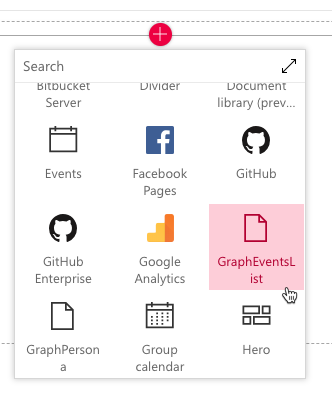 Search
Bitbucket Divider Document
Server library (prev...
Events Facebook GitHub
Pages
GitHub Google GraphEventsL
Enterprise Analytics ist
GraphPerson Group Hero
a calendar